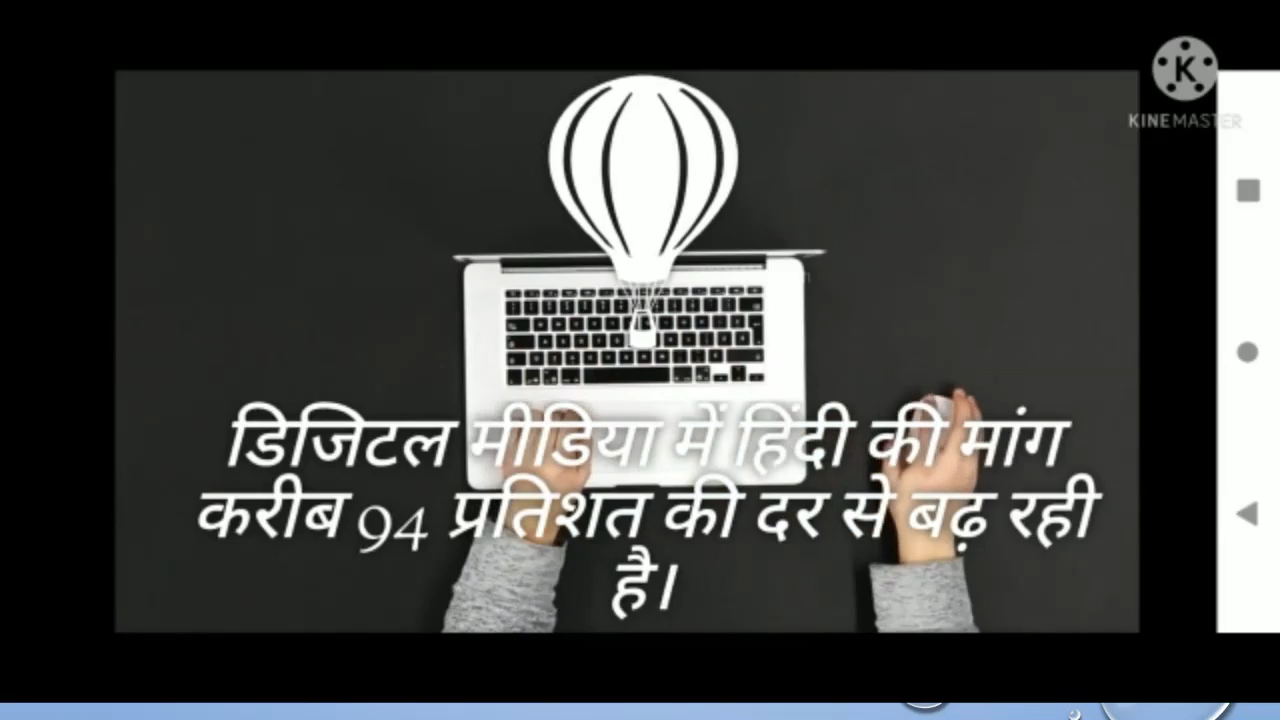 KINEMASTER
डिजिटल मीडिया में हिंदी की मांग
करीब 94 प्रतिशत की दर से बढ़ रही
है।